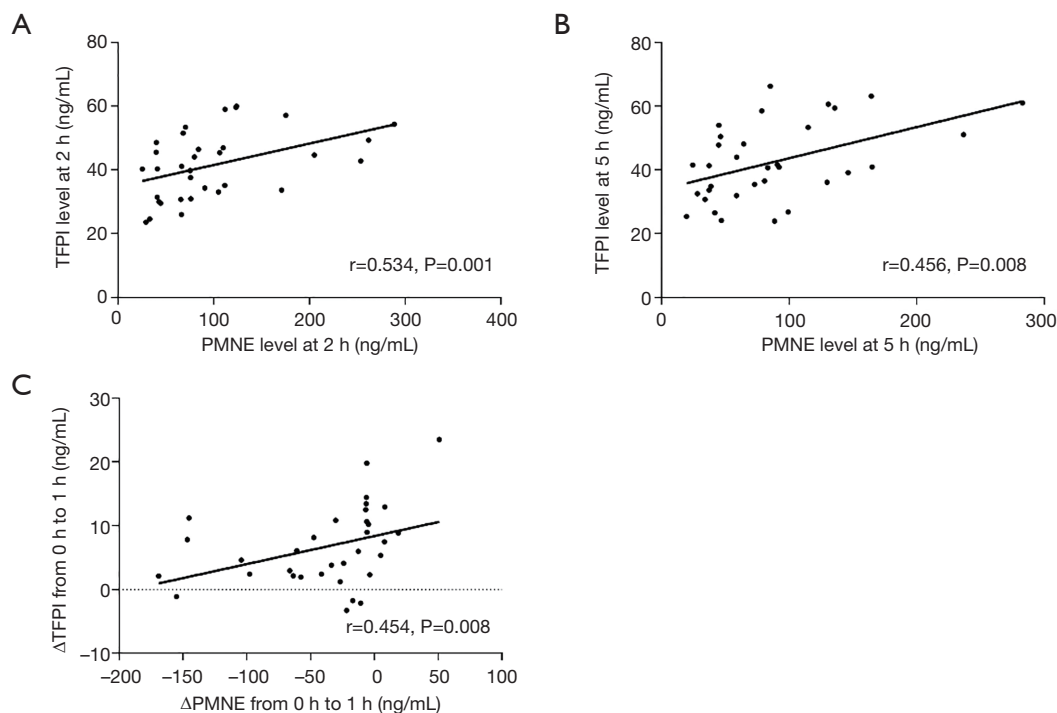 A
TFPI level at 2 h (ng/mL)
80
60
40
20
0
r=0.534, P=0.001
0 100 200 300 400
PMNE level at 2 h (ng/mL)
B
TFPI level at 5 h (ng/mL)
80
60
40
20
0
r=0.456, P=0.008
0 100 200 300
PMNE level at 5 h (ng/mL)
C
ΔTFPI from 0 h to 1 h (ng/mL)
30
20
10
0
−10
r=0.454, P=0.008
−200 −150 −100 −50 0 50 100
ΔPMNE from 0 h to 1 h (ng/mL)